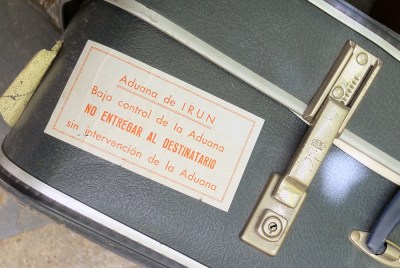 Aduana de IRUN
Bajo control de la Aduana
NO ENTREGAR AL DESTINATARIO
sin intervención de la Aduana